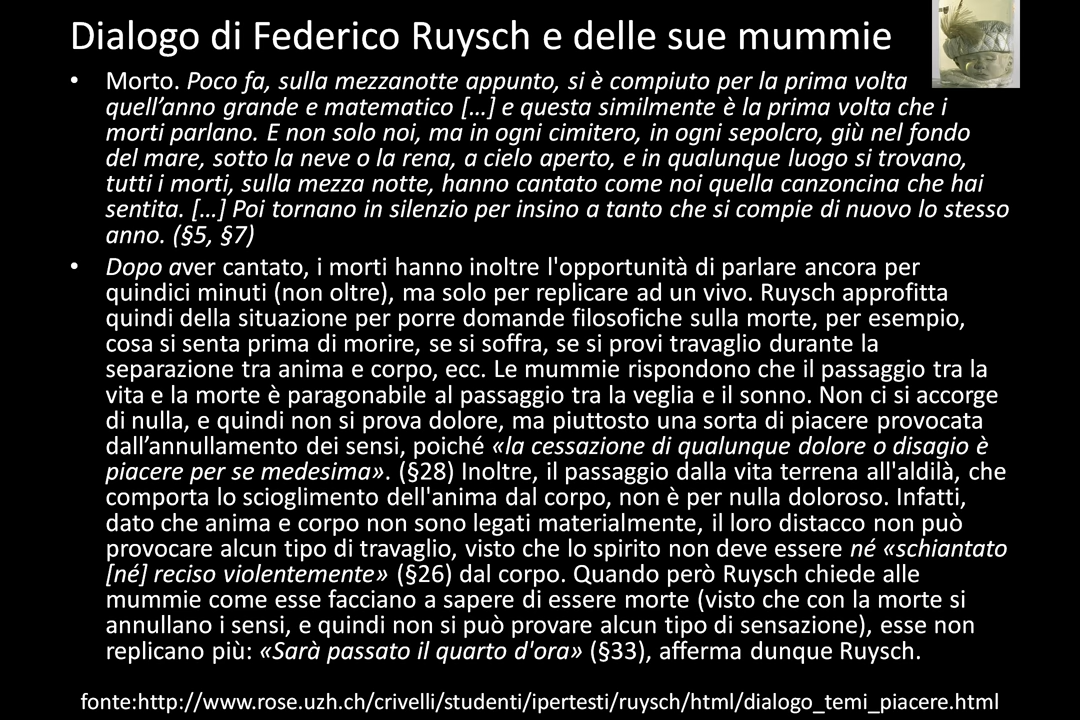 Dialogo di Federico Ruysch e delle sue mummie
• Morto. Poco fa, sulla mezzanotte appunto, si è compiuto per la prima volta
quell’anno grande e matematico […] e questa similmente è la prima volta che i
morti parlano. E non solo noi, ma in ogni cimitero, in ogni sepolcro, giù nel fondo
del mare, sotto la neve o la rena, a cielo aperto, e in qualunque luogo si trovano,
tutti i morti, sulla mezza notte, hanno cantato come noi quella canzoncina che hai
sentita. […] Poi tornano in silenzio per insino a tanto che si compie di nuovo lo stesso
anno. (§5, §7)
• Dopo aver cantato, i morti hanno inoltre l'opportunità di parlare ancora per
quindici minuti (non oltre), ma solo per replicare ad un vivo. Ruysch approfitta
quindi della situazione per porre domande filosofiche sulla morte, per esempio,
cosa si senta prima di morire, se si soffra, se si provi travaglio durante la
separazione tra anima e corpo, ecc. Le mummie rispondono che il passaggio tra la
vita e la morte è paragonabile al passaggio tra la veglia e il sonno. Non ci si accorge
di nulla, e quindi non si prova dolore, ma piuttosto una sorta di piacere provocata
dall’annullamento dei sensi, poiché «la cessazione di qualunque dolore o disagio è
piacere per se medesima». (§28) Inoltre, il passaggio dalla vita terrena all'aldilà, che
comporta lo scioglimento dell'anima dal corpo, non è per nulla doloroso. Infatti,
dato che anima e corpo non sono legati materialmente, il loro distacco non può
provocare alcun tipo di travaglio, visto che lo spirito non deve essere né «schiantato
[né] reciso violentemente» (§26) dal corpo. Quando però Ruysch chiede alle
mummie come esse facciano a sapere di essere morte (visto che con la morte si
annullano i sensi, e quindi non si può provare alcun tipo di sensazione), esse non
replicano più: «Sarà passato il quarto d'ora» (§33), afferma dunque Ruysch.
fonte:http://www.rose.uzh.ch/crivelli/studenti/ipertesti/ruysch/html/dialogo_temi_piacere.html